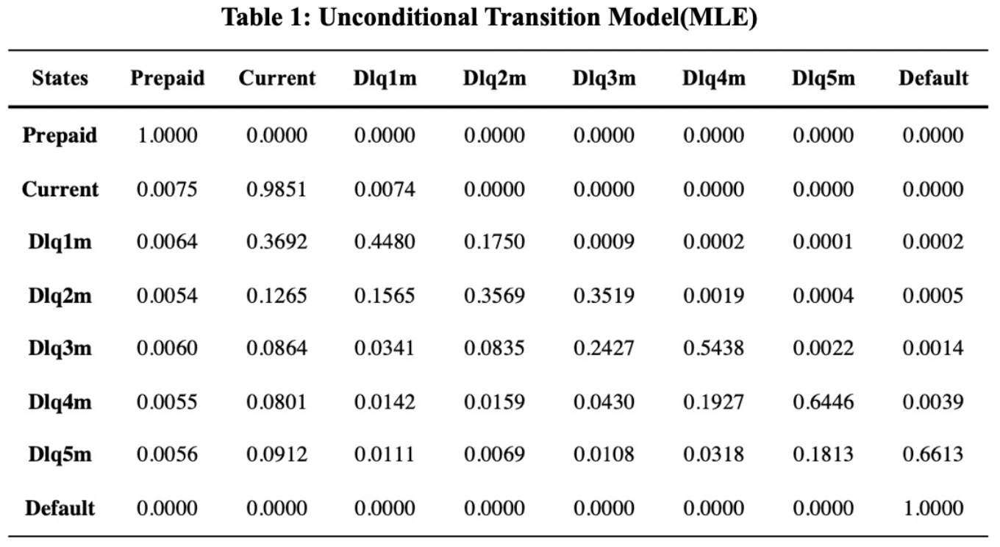 Table 1: Unconditional Transition Model(MLE)
States Prepaid Current Dlq1m Dlq2m Dlq3m Dlq4m Dlq5m Default
Prepaid 1.0000 0.0000 0.0000 0.0000 0.0000 0.0000 0.0000 0.0000
Current 0.0075 0.9851 0.0074 0.0000 0.0000 0.0000 0.0000 0.0000
Dlq1m 0.0064 0.3692 0.4480 0.1750 0.0009 0.0002 0.0001 0.0002
Dlq2m 0.0054 0.1265 0.1565 0.3569 0.3519 0.0019 0.0004 0.0005
Dlq3m 0.0060 0.0864 0.0341 0.0835 0.2427 0.5438 0.0022 0.0014
Dlq4m 0.0055 0.0801 0.0142 0.0159 0.0430 0.1927 0.6446 0.0039
Dlq5m 0.0056 0.0912 0.0111 0.0069 0.0108 0.0318 0.1813 0.6613
Default 0.0000 0.0000 0.0000 0.0000 0.0000 0.0000 0.0000 1.0000